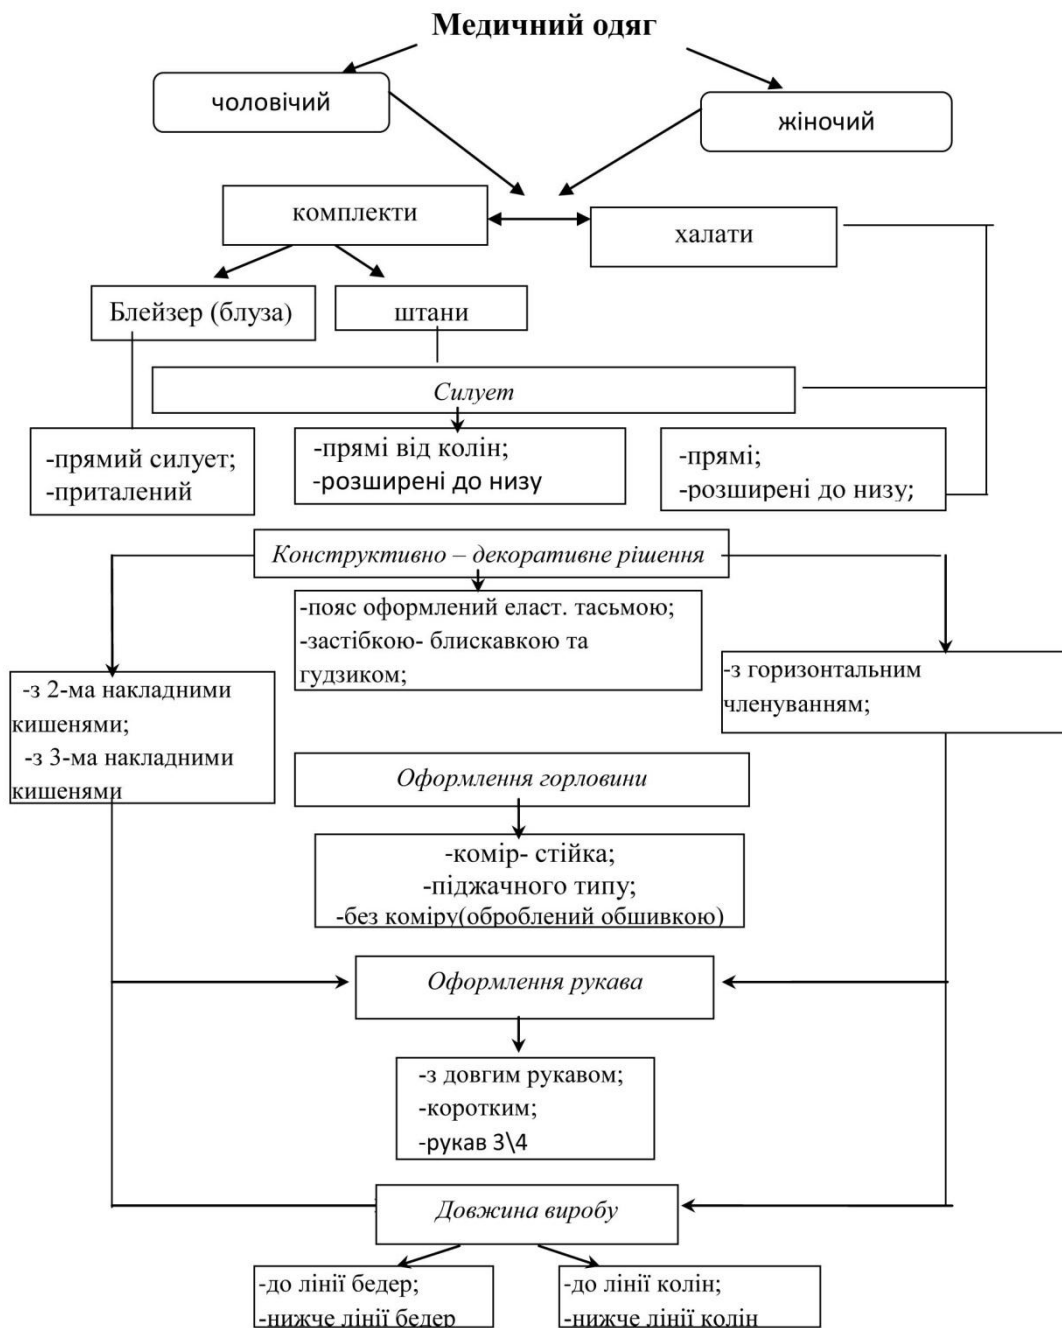 Медичний одяг
чоловічий
жіночий
комплекти
халати
Блейзер (блуза)
штани
Силует
-прямий силует;
-приталений
-прямі від колін;
-розширені до низу
-прямі;
-розширені до низу;
Конструктивно – декоративне рішення
-пояс оформлений еласт. тасьмою;
-застібкою- блискавкою та
гудзиком;
-з 2-ма накладними
кишенями;
-з 3-ма накладними
кишенями
-з горизонтальним
членуванням;
Оформлення горловини
-комір- стійка;
-піджачного типу;
-без коміру(оброблений обшивкою)
Оформлення рукава
-з довгим рукавом;
-коротким;
-рукав 3\4
Довжина виробу
-до лінії бедер;
-нижче лінії бедер
-до лінії колін;
-нижче лінії колін